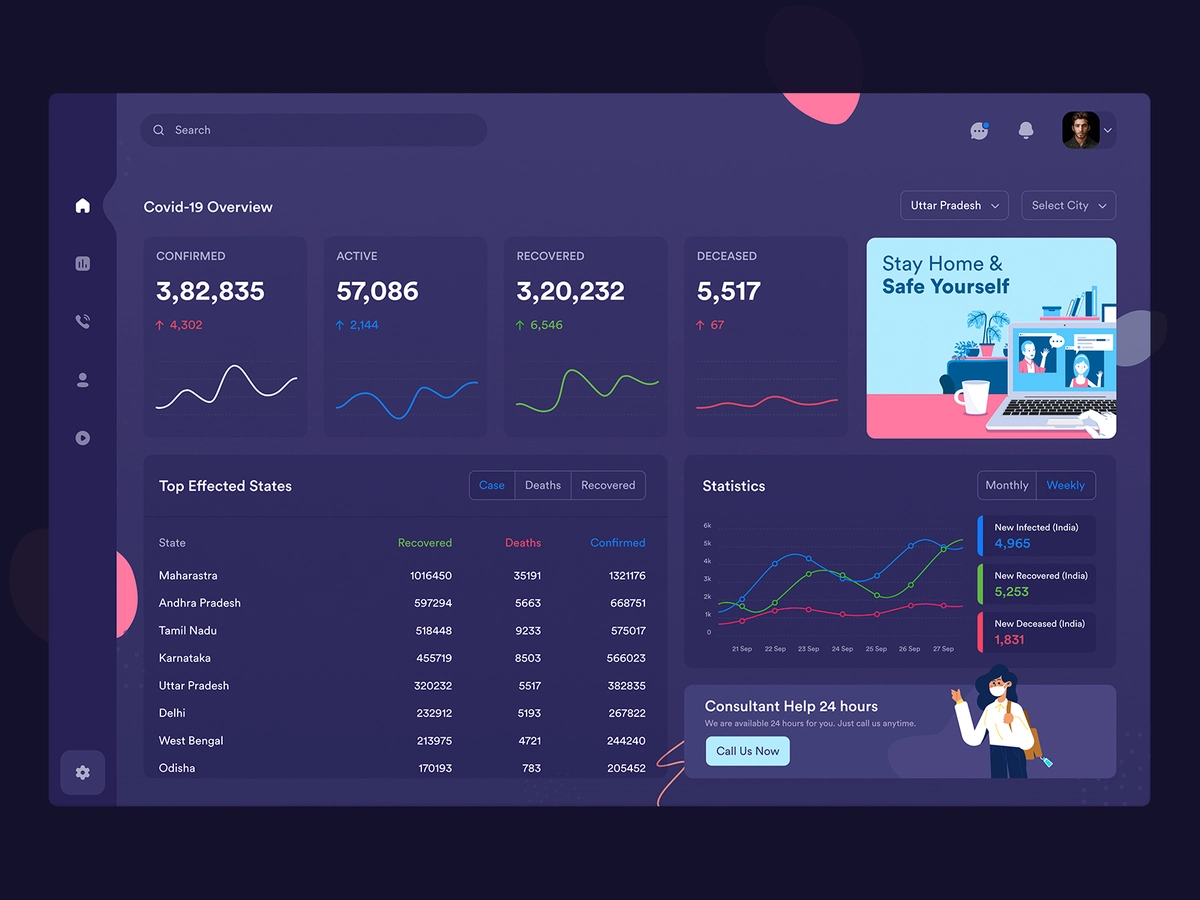 Search
Covid-19 Overview
Uttar Pradesh
Select City
CONFIRMED
3,82,835
4,302
ACTIVE
57,086
2,144
RECOVERED
3,20,232
6,546
DECEASED
5,517
67
Stay Home &
Safe Yourself
Top Effected States
Case Deaths Recovered
State Recovered Deaths Confirmed
Maharastra 1016450 35191 1321176
Andhra Pradesh 597294 5663 668751
Tamil Nadu 518448 9233 575017
Karnataka 455719 8503 566023
Uttar Pradesh 320232 5517 382835
Delhi 232912 5193 267822
West Bengal 213975 4721 244240
Odisha 170193 783 205452
Statistics
Monthly Weekly
6k
5k
4k
3k
2k
1k
0
21 Sep 22 Sep 23 Sep 24 Sep 25 Sep 26 Sep 27 Sep
New Infected (India)
4,965
New Recovered (India)
5,253
New Deceased (India)
1,831
Consultant Help 24 hours
We are available 24 hours for you. Just call us anytime.
Call Us Now